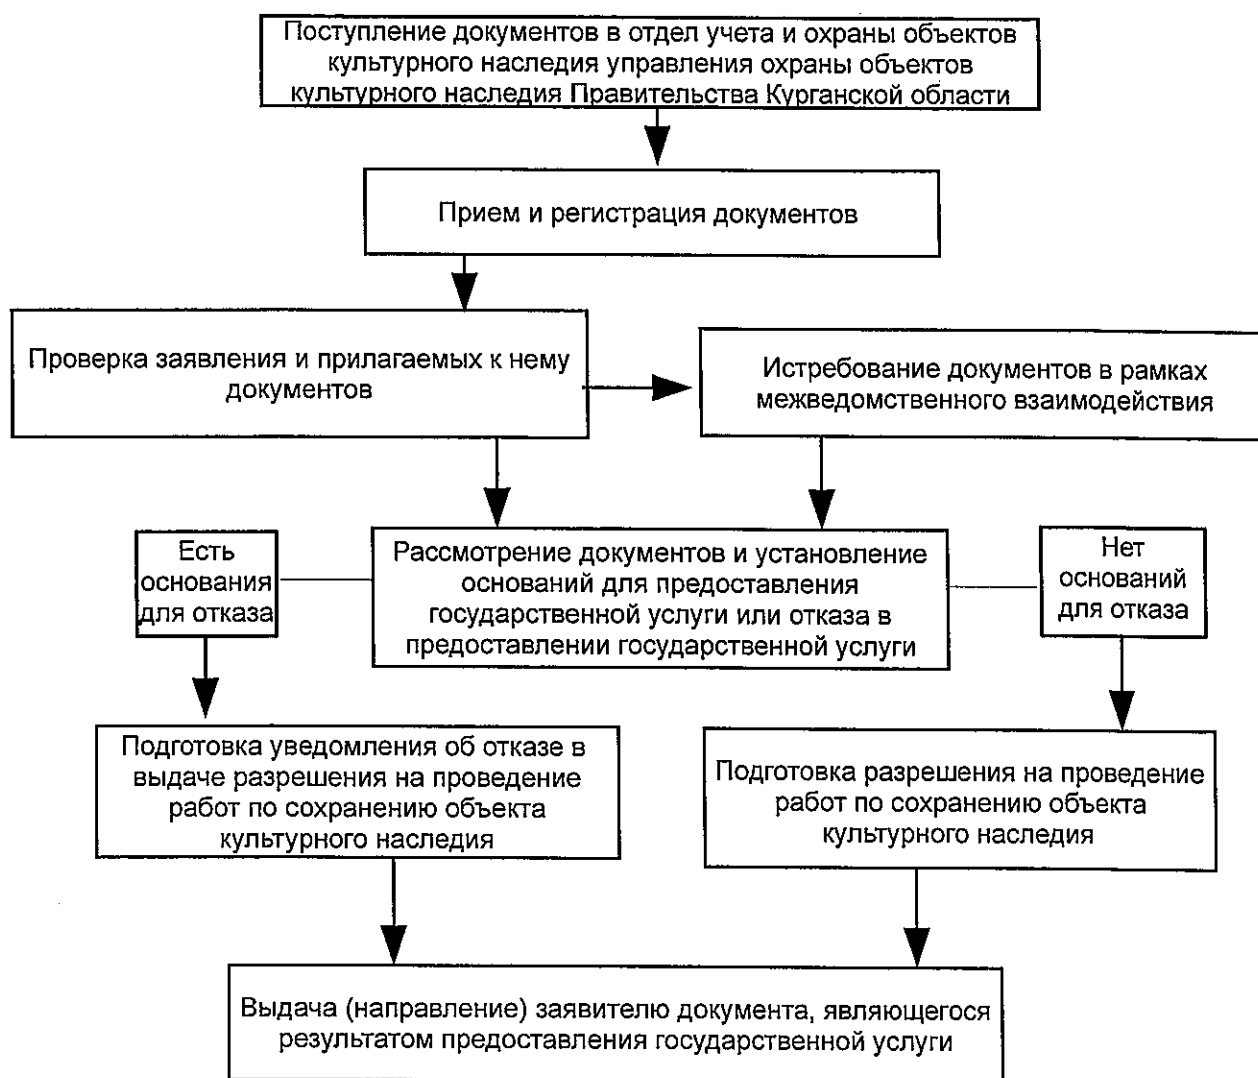 Поступление документов в отдел учета и охраны объектов
культурного наследия управления охраны объектов
культурного наследия Правительства Курганской области
Прием и регистрация документов
Проверка заявления и прилагаемых к нему
документов
Истребование документов в рамках
межведомственного взаимодействия
Есть
основания
для отказа
Рассмотрение документов и установление
оснований для предоставления
государственной услуги или отказа в
предоставлении государственной услуги
Нет
оснований
для отказа
Подготовка уведомления об отказе в
выдаче разрешения на проведение
работ по сохранению объекта
культурного наследия
Подготовка разрешения на проведение
работ по сохранению объекта
культурного наследия
Выдача (направление) заявителю документа, являющегося
результатом предоставления государственной услуги